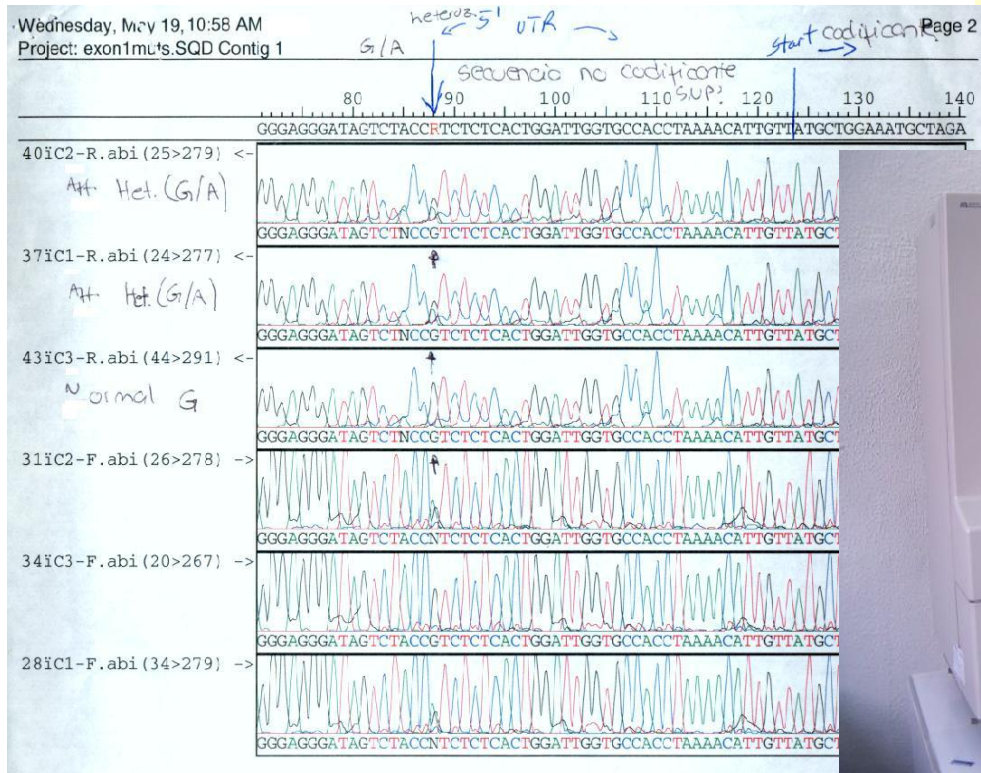 Wednesday, May 19, 10:58 AM
heteroz. 5' UTR
start codificante
Page 2
Project: exon1muts.SQD Contig 1
G/A
secuencia no codificante
SNP?
80 90 100 110 120 130 140
GGGAGGGATAGTCTACCRTCTCTCACTGGATTGGTGCCACCTAAAACATTGTTATGCTGGAAATGCTAGA
40ïC2-R.abi(25>279) <-
Aff. Het. (G/A)
GGGAGGGATAGTCTNCCGTCTCTCACTGGATTGGTGCCACCTAAAACATTGTTATGCT
37ïC1-R.abi(24>277) <-
Aff. Het. (G/A)
GGGAGGGATAGTCTNCCGTCTCTCACTGGATTGGTGCCACCTAAAACATTGTTATGCT
43ïC3-R.abi(44>291) <-
Normal G
GGGAGGGATAGTCTNCCGTCTCTCACTGGATTGGTGCCACCTAAAACATTGTTATGCT
31ïC2-F.abi(26>278) ->
GGGAGGGATAGTCTACCNTCTCTCACTGGATTGGTGCCACCTAAAACATTGTTATGCT
34ïC3-F.abi(20>267) ->
GGGAGGGATAGTCTACCGTCTCTCACTGGATTGGTGCCACCTAAAACATTGTTATGCT
28ïC1-F.abi(34>279) ->
GGGAGGGATAGTCTACCNTCTCTCACTGGATTGGTGCCACCTAAAACATTGTTATGCT